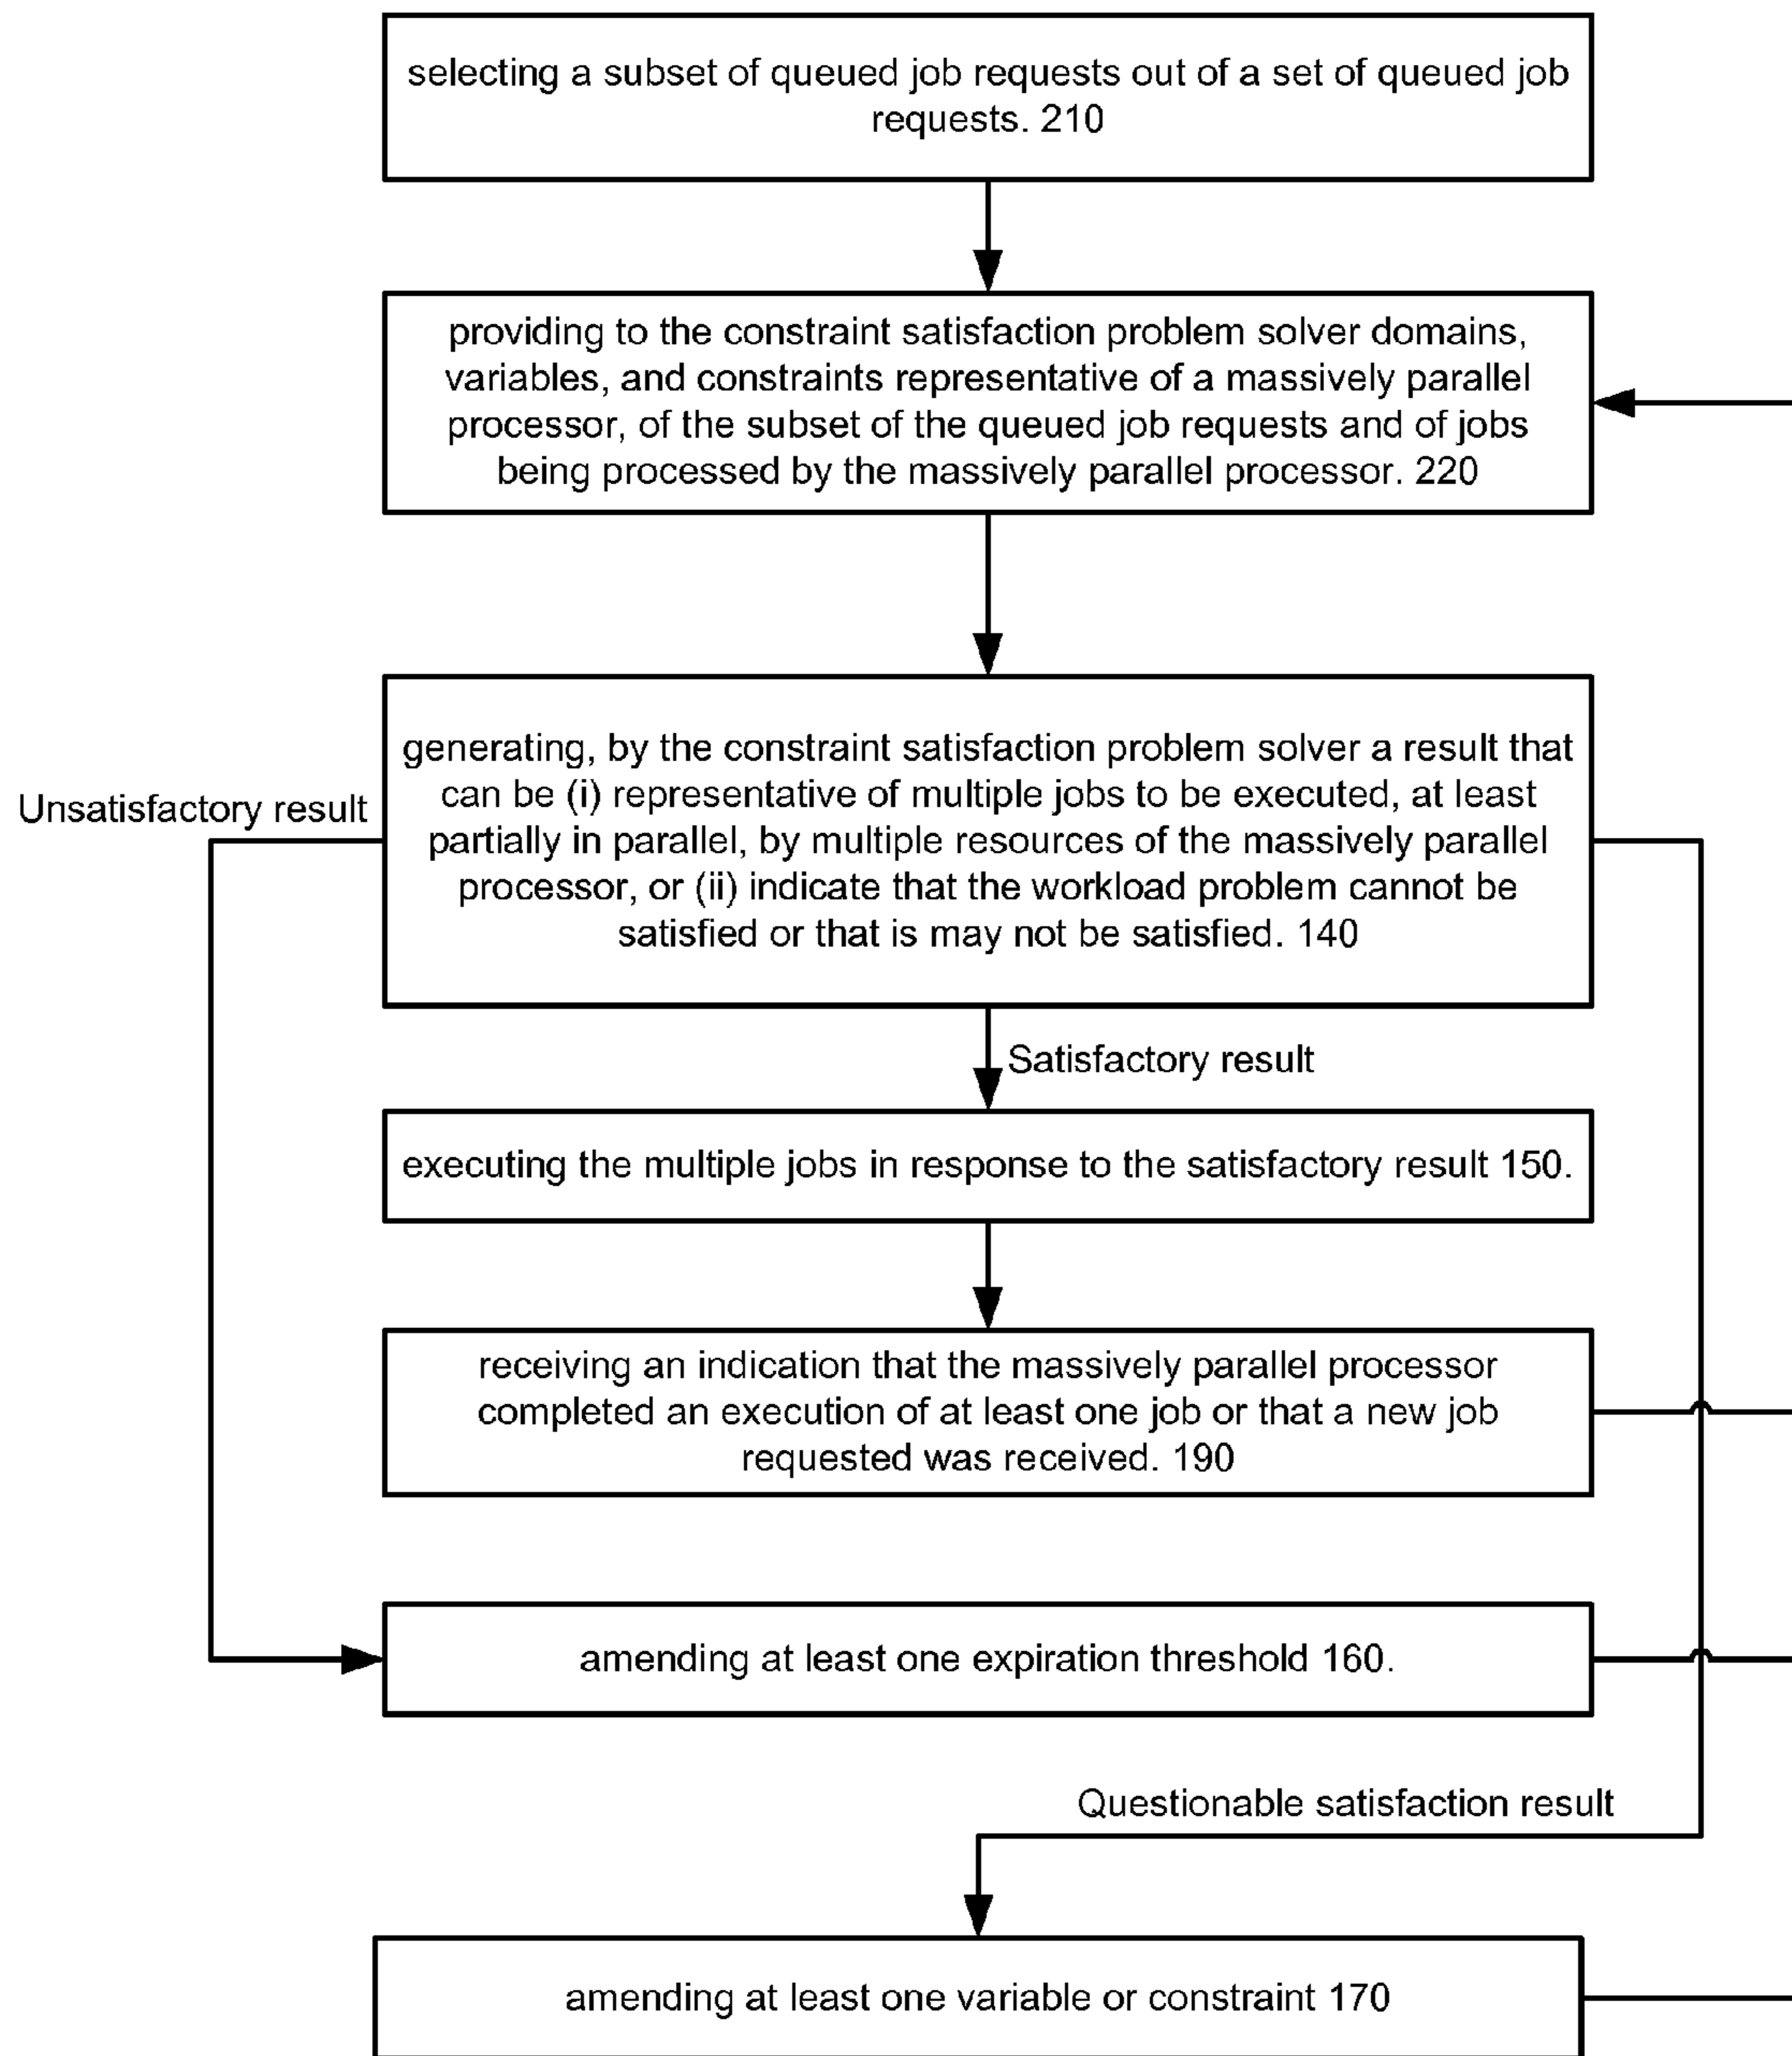 selecting a subset of queued job requests out of a set of queued job
requests. 210
providing to the constraint satisfaction problem solver domains,
variables, and constraints representative of a massively parallel
processor, of the subset of the queued job requests and of jobs
being processed by the massively parallel processor. 220
generating, by the constraint satisfaction problem solver a result that
can be (i) representative of multiple jobs to be executed, at least
partially in parallel, by multiple resources of the massively parallel
processor, or (ii) indicate that the workload problem cannot be
satisfied or that is may not be satisfied. 140
Unsatisfactory result
Satisfactory result
executing the multiple jobs in response to the satisfactory result 150.
receiving an indication that the massively parallel processor
completed an execution of at least one job or that a new job
requested was received. 190
amending at least one expiration threshold 160.
Questionable satisfaction result
amending at least one variable or constraint 170